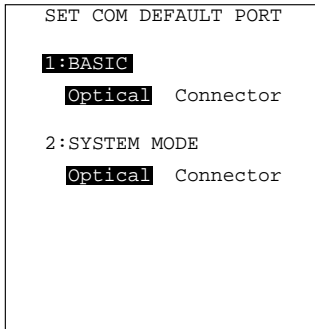 SET COM DEFAULT PORT
1:BASIC
Optical Connector
2:SYSTEM MODE
Optical Connector